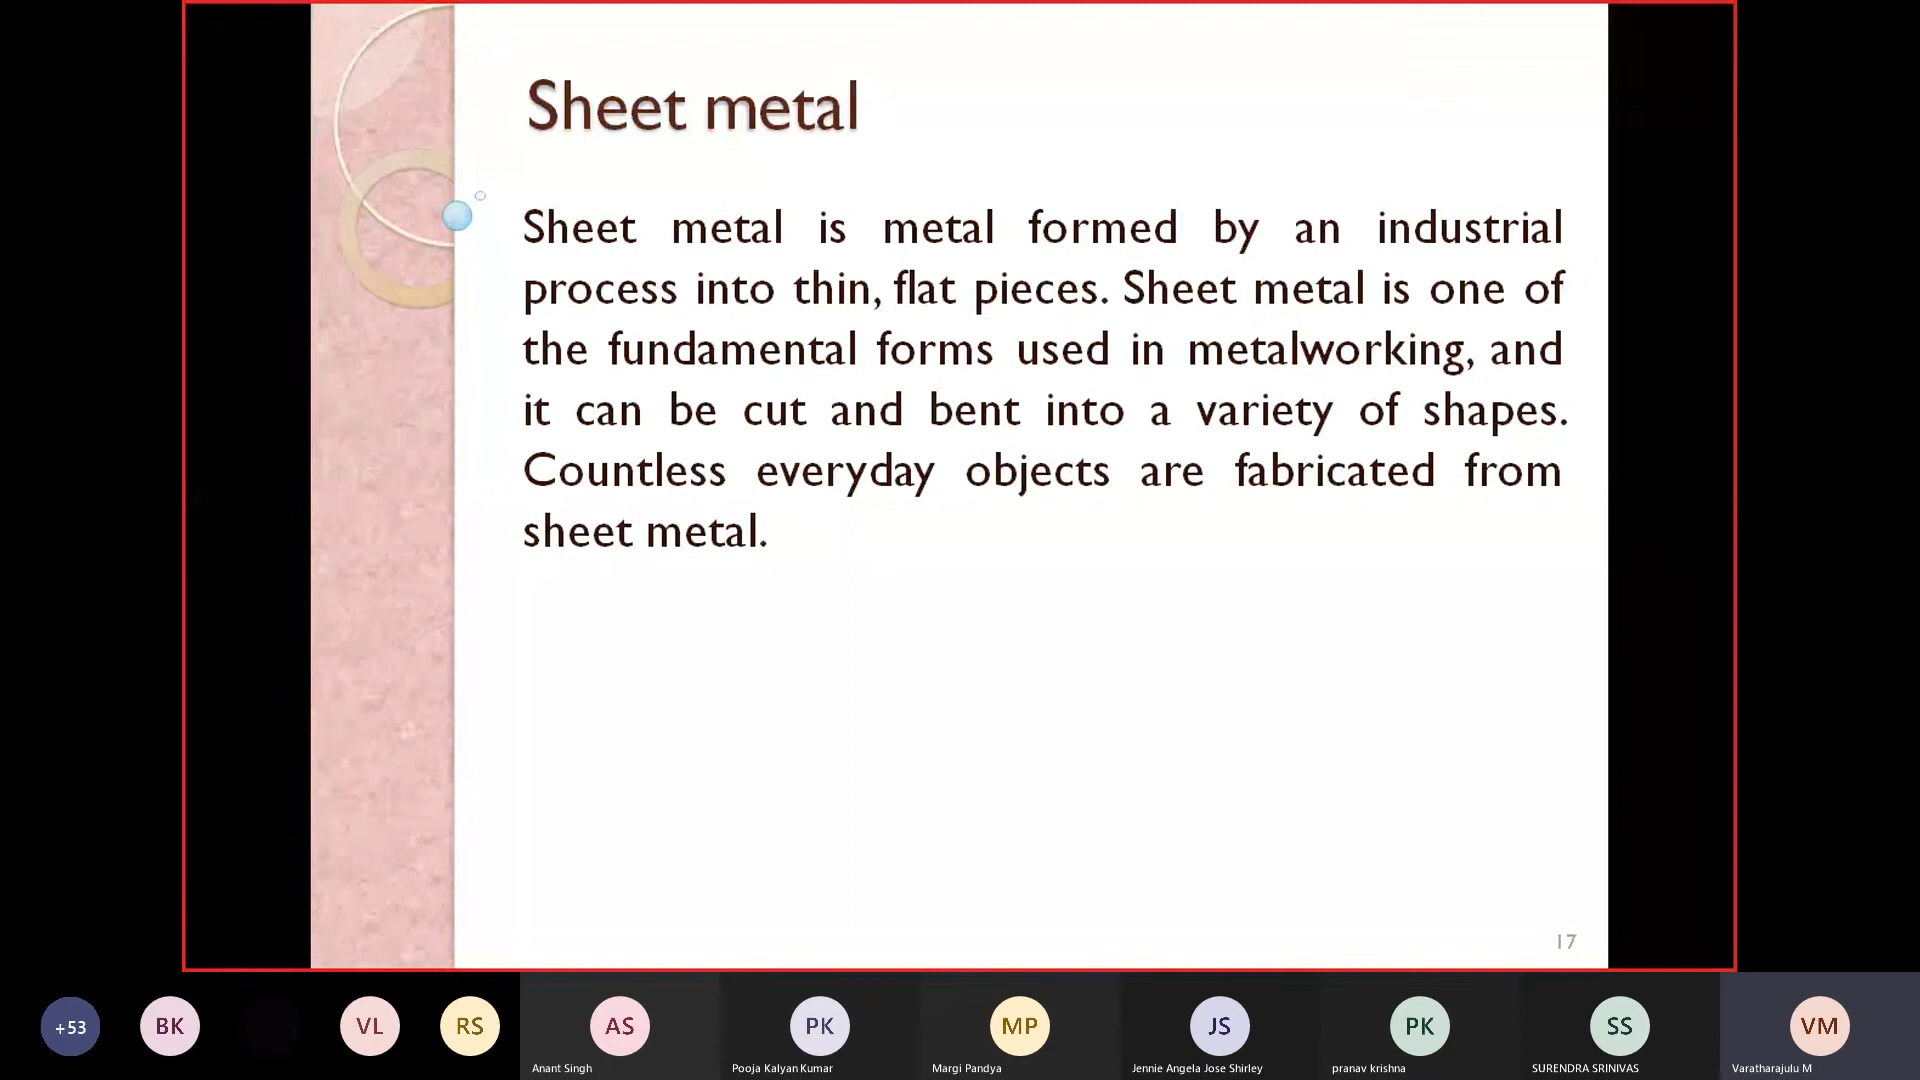 Sheet metal
Sheet metal is metal formed by an industrial
process into thin, flat pieces. Sheet metal is one of
the fundamental forms used in metalworking, and
it can be cut and bent into a variety of shapes.
Countless everyday objects are fabricated from
sheet metal.
17
+53
BK
VL
RS
AS
Anant Singh
PK
Pooja Kalyan Kumar
MP
Margi Pandya
JS
Jennie Angela Jose Shirley
PK
pranav krishna
SS
SURENDRA SRINIVAS
VM
Varatharajulu M